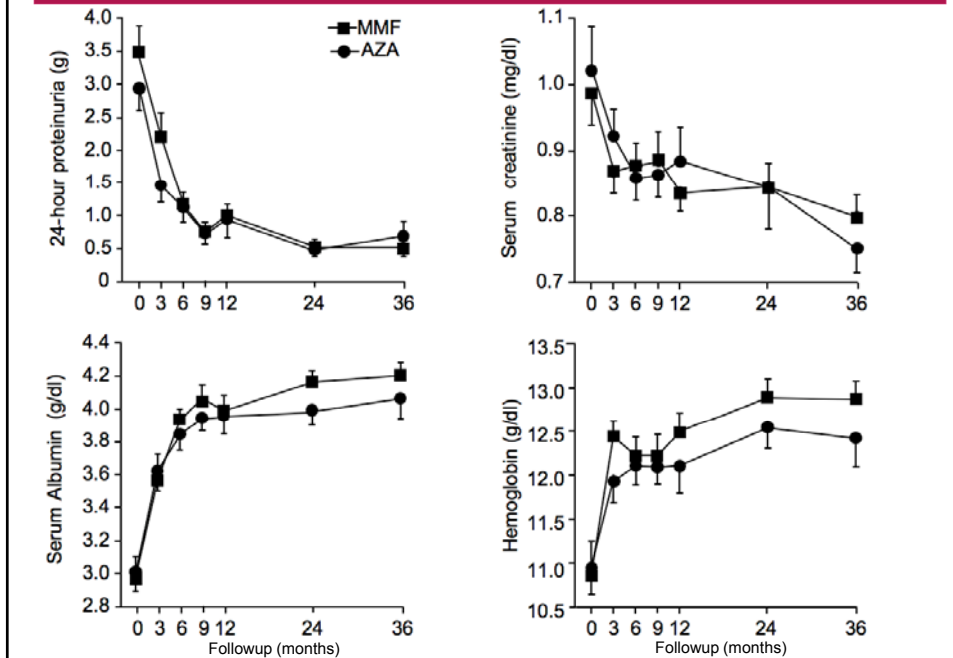 24-hour proteinuria (g)
4.0
3.5
3.0
2.5
2.0
1.5
1.0
0.5
0
MMF
AZA
0 3 6 9 12 24 36
Serum creatinine (mg/dl)
1.1
1.0
0.9
0.8
0.7
0 3 6 9 12 24 36
Serum Albumin (g/dl)
4.4
4.2
4.0
3.8
3.6
3.4
3.2
3.0
2.8
0 3 6 9 12 24 36
Followup (months)
Hemoglobin (g/dl)
13.5
13.0
12.5
12.0
11.5
11.0
10.5
0 3 6 9 12 24 36
Followup (months)